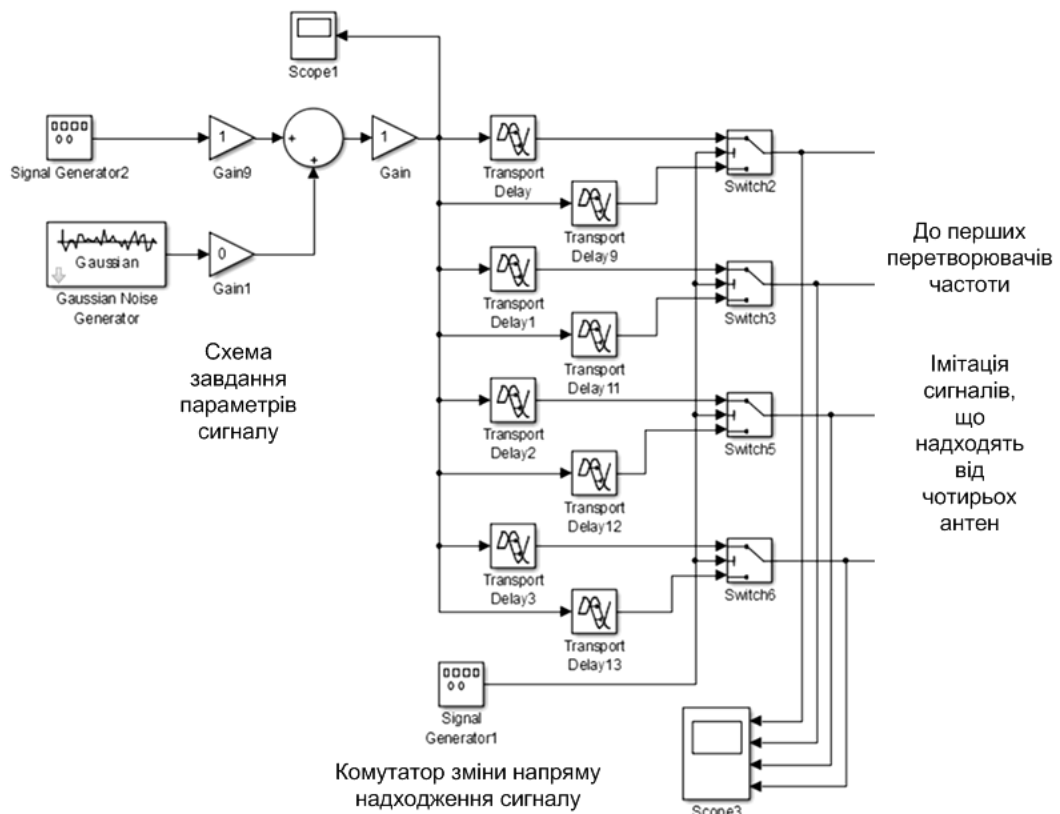 Scope1
1
+
+
1
Signal Generator2
Gain9
Gain
Transport
Delay
Switch2
Gaussian
0
Transport
Delay9
Gaussian Noise
Generator
Gain1
Transport
Delay1
Switch3
Transport
Delay11
До перших
перетворювачів
частоти
Схема
завдання
параметрів
сигналу
Transport
Delay2
Switch5
Transport
Delay12
Імітація
сигналів,
що
надходять
від
чотирьох
антен
Transport
Delay3
Switch6
Transport
Delay13
Signal
Generator1
Комутатор зміни напряму
надходження сигналу
Scope3